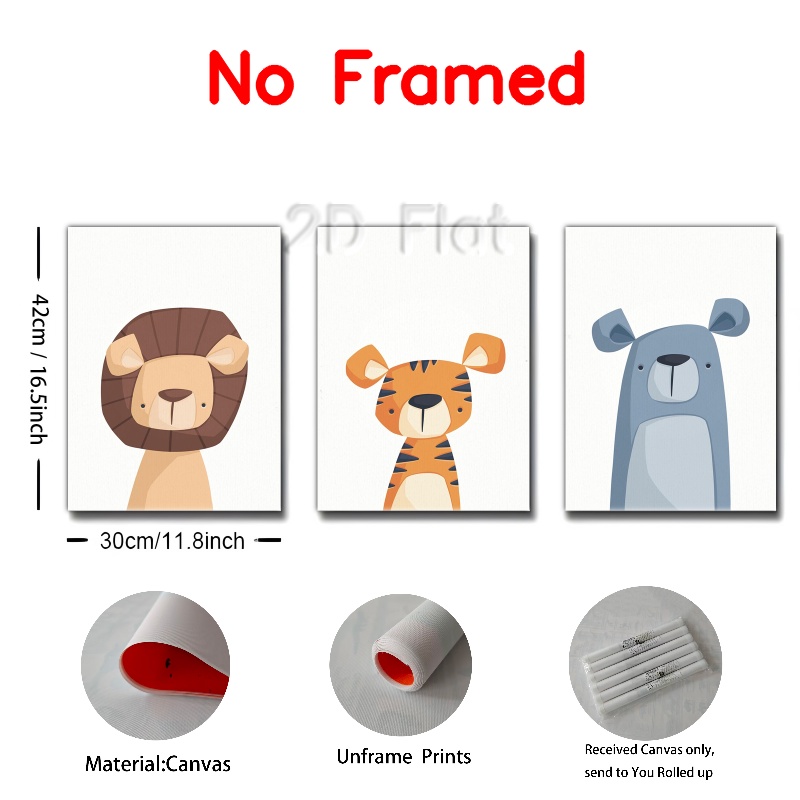 No Framed
2D Flat
42cm / 16.5inch
30cm/11.8inch
Material:Canvas
Unframe Prints
Received Canvas only,
send to You Rolled up